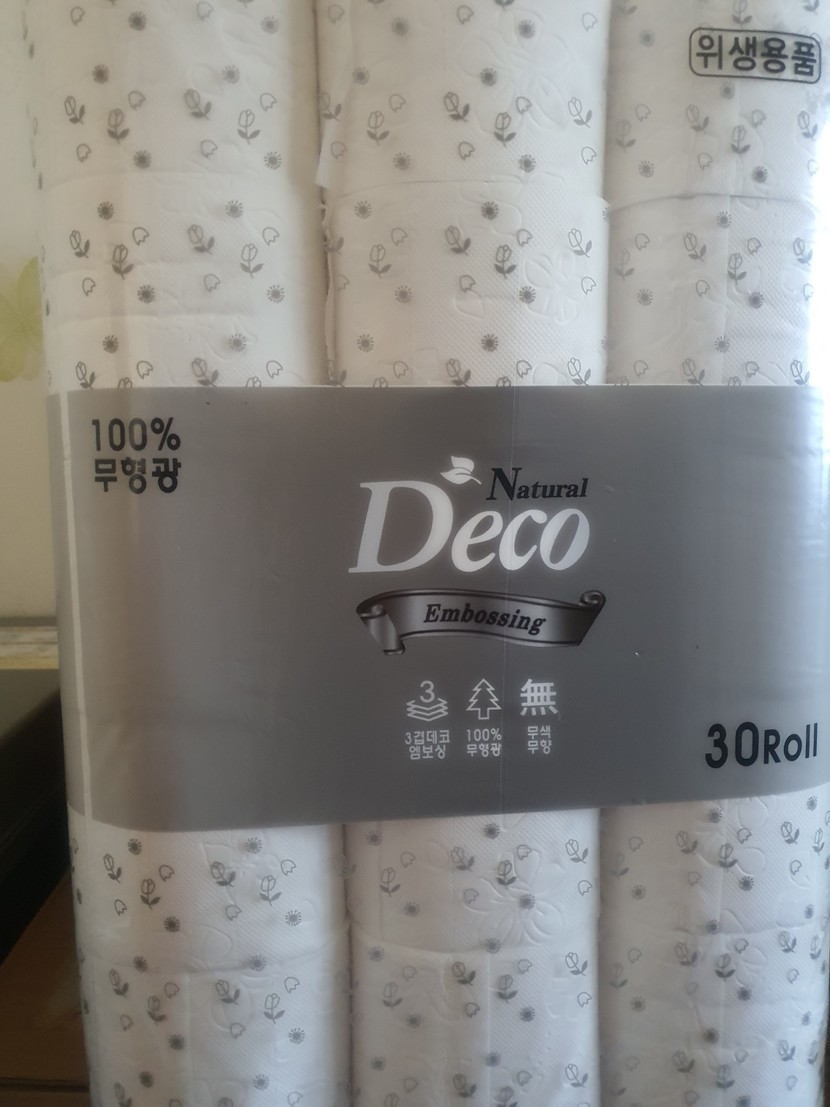 위생용품
100%
무형광
Natural
Deco
Embossing
3
3겹데코
엠보싱
100%
무형광
無
무색
무향
30Roll